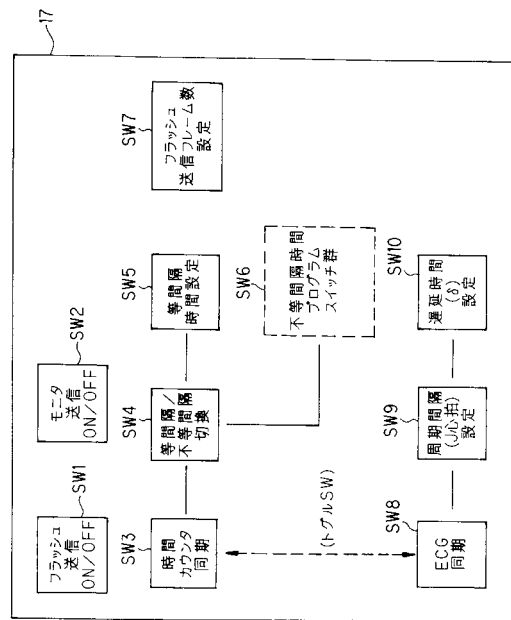 17
SW1
フラッシュ
送信
ON/OFF
SW2
モニタ
送信
ON/OFF
SW3
時間
カウンタ
同期
SW4
等間隔/
不等間隔
切換
SW5
等間隔
時間設定
SW7
フラッシュ
送信フレーム数
設定
SW6
不等間隔時間
プログラム
スイッチ群
(トグルSW)
SW8
ECG
同期
SW9
周期間隔
(J心拍)
設定
SW10
遅延時間
(δ)
設定